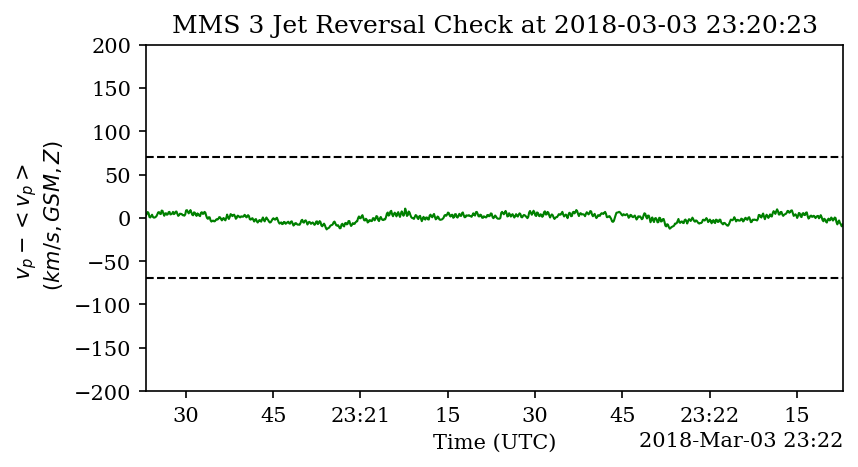 MMS 3 Jet Reversal Check at 2018-03-03 23:20:23
200
150
100
50
0
−50
−100
−150
−200
v_p − < v_p >
(km/s, GSM, Z)
30 45 23:21 15 30 45 23:22 15
Time (UTC)
2018-Mar-03 23:22